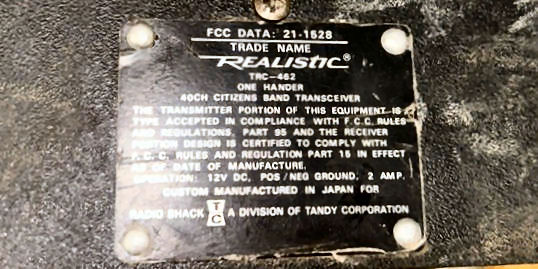 FCC DATA: 21-1528
TRADE NAME
REALISTIC®
TRC-462
ONE HANDER
40CH CITIZENS BAND TRANSCEIVER
THE TRANSMITTER PORTION OF THIS EQUIPMENT IS
TYPE ACCEPTED IN COMPLIANCE WITH F.C.C. RULES
AND REGULATIONS, PART 95 AND THE RECEIVER
PORTION DESIGN IS CERTIFIED TO COMPLY WITH
F.C.C. RULES AND REGULATION PART 15 IN EFFECT
AS OF DATE OF MANUFACTURE.
OPERATION: 12V DC, POS/NEG GROUND, 2 AMP.
CUSTOM MANUFACTURED IN JAPAN FOR
RADIO SHACK TC A DIVISION OF TANDY CORPORATION